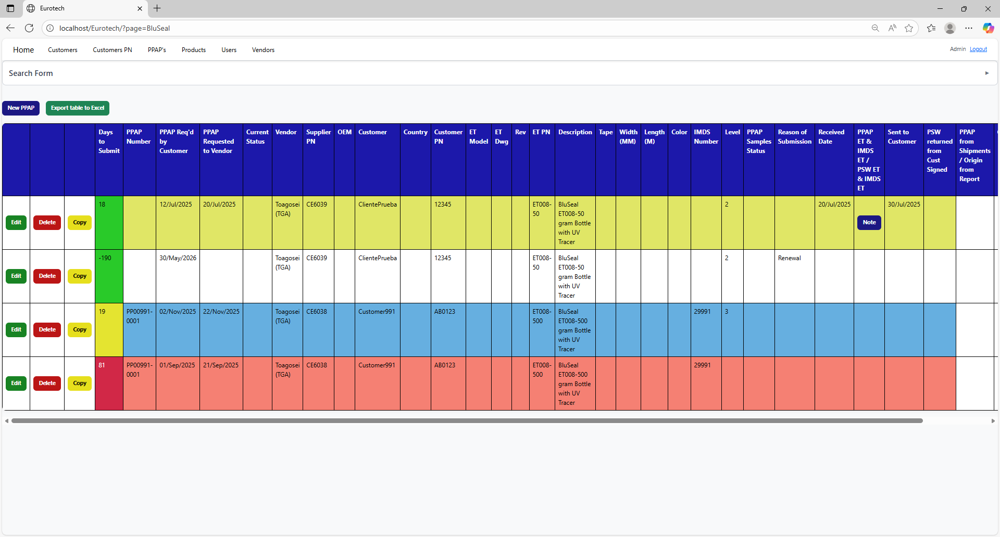 Eurotech
localhost/Eurotech/?page=BluSeal
Home Customers Customers PN PPAP's Products Users Vendors Admin Logout
Search Form
New PPAP Export table to Excel
Days to Submit
PPAP Number
PPAP Req'd by Customer
PPAP Requested to Vendor
Current Status
Vendor
Supplier PN
OEM
Customer
Country
Customer PN
ET Model
ET Dwg
Rev
ET PN
Description
Tape
Width (MM)
Length (M)
Color
IMDS Number
Level
PPAP Samples Status
Reason of Submission
Received Date
PPAP ET & IMDS ET / PSW ET & IMDS ET
Sent to Customer
PSW returned from Cust Signed
PPAP from Shipments / Origin from Report
Edit Delete Copy 18 12/Jul/2025 20/Jul/2025 Toagosei (TGA) CE6039 ClientePrueba 12345 ET008-50 BluSeal ET008-50 gram Bottle with UV Tracer 2 20/Jul/2025 Note 30/Jul/2025
Edit Delete Copy -190 30/May/2026 Toagosei (TGA) CE6039 ClientePrueba 12345 ET008-50 BluSeal ET008-50 gram Bottle with UV Tracer 2 Renewal
Edit Delete Copy 19 PP00991-0001 02/Nov/2025 22/Nov/2025 Toagosei (TGA) CE6038 Customer991 AB0123 ET008-500 BluSeal ET008-500 gram Bottle with UV Tracer 29991 3
Edit Delete Copy 81 PP00991-0001 01/Sep/2025 21/Sep/2025 Toagosei (TGA) CE6038 Customer991 AB0123 ET008-500 BluSeal ET008-500 gram Bottle with UV Tracer 29991